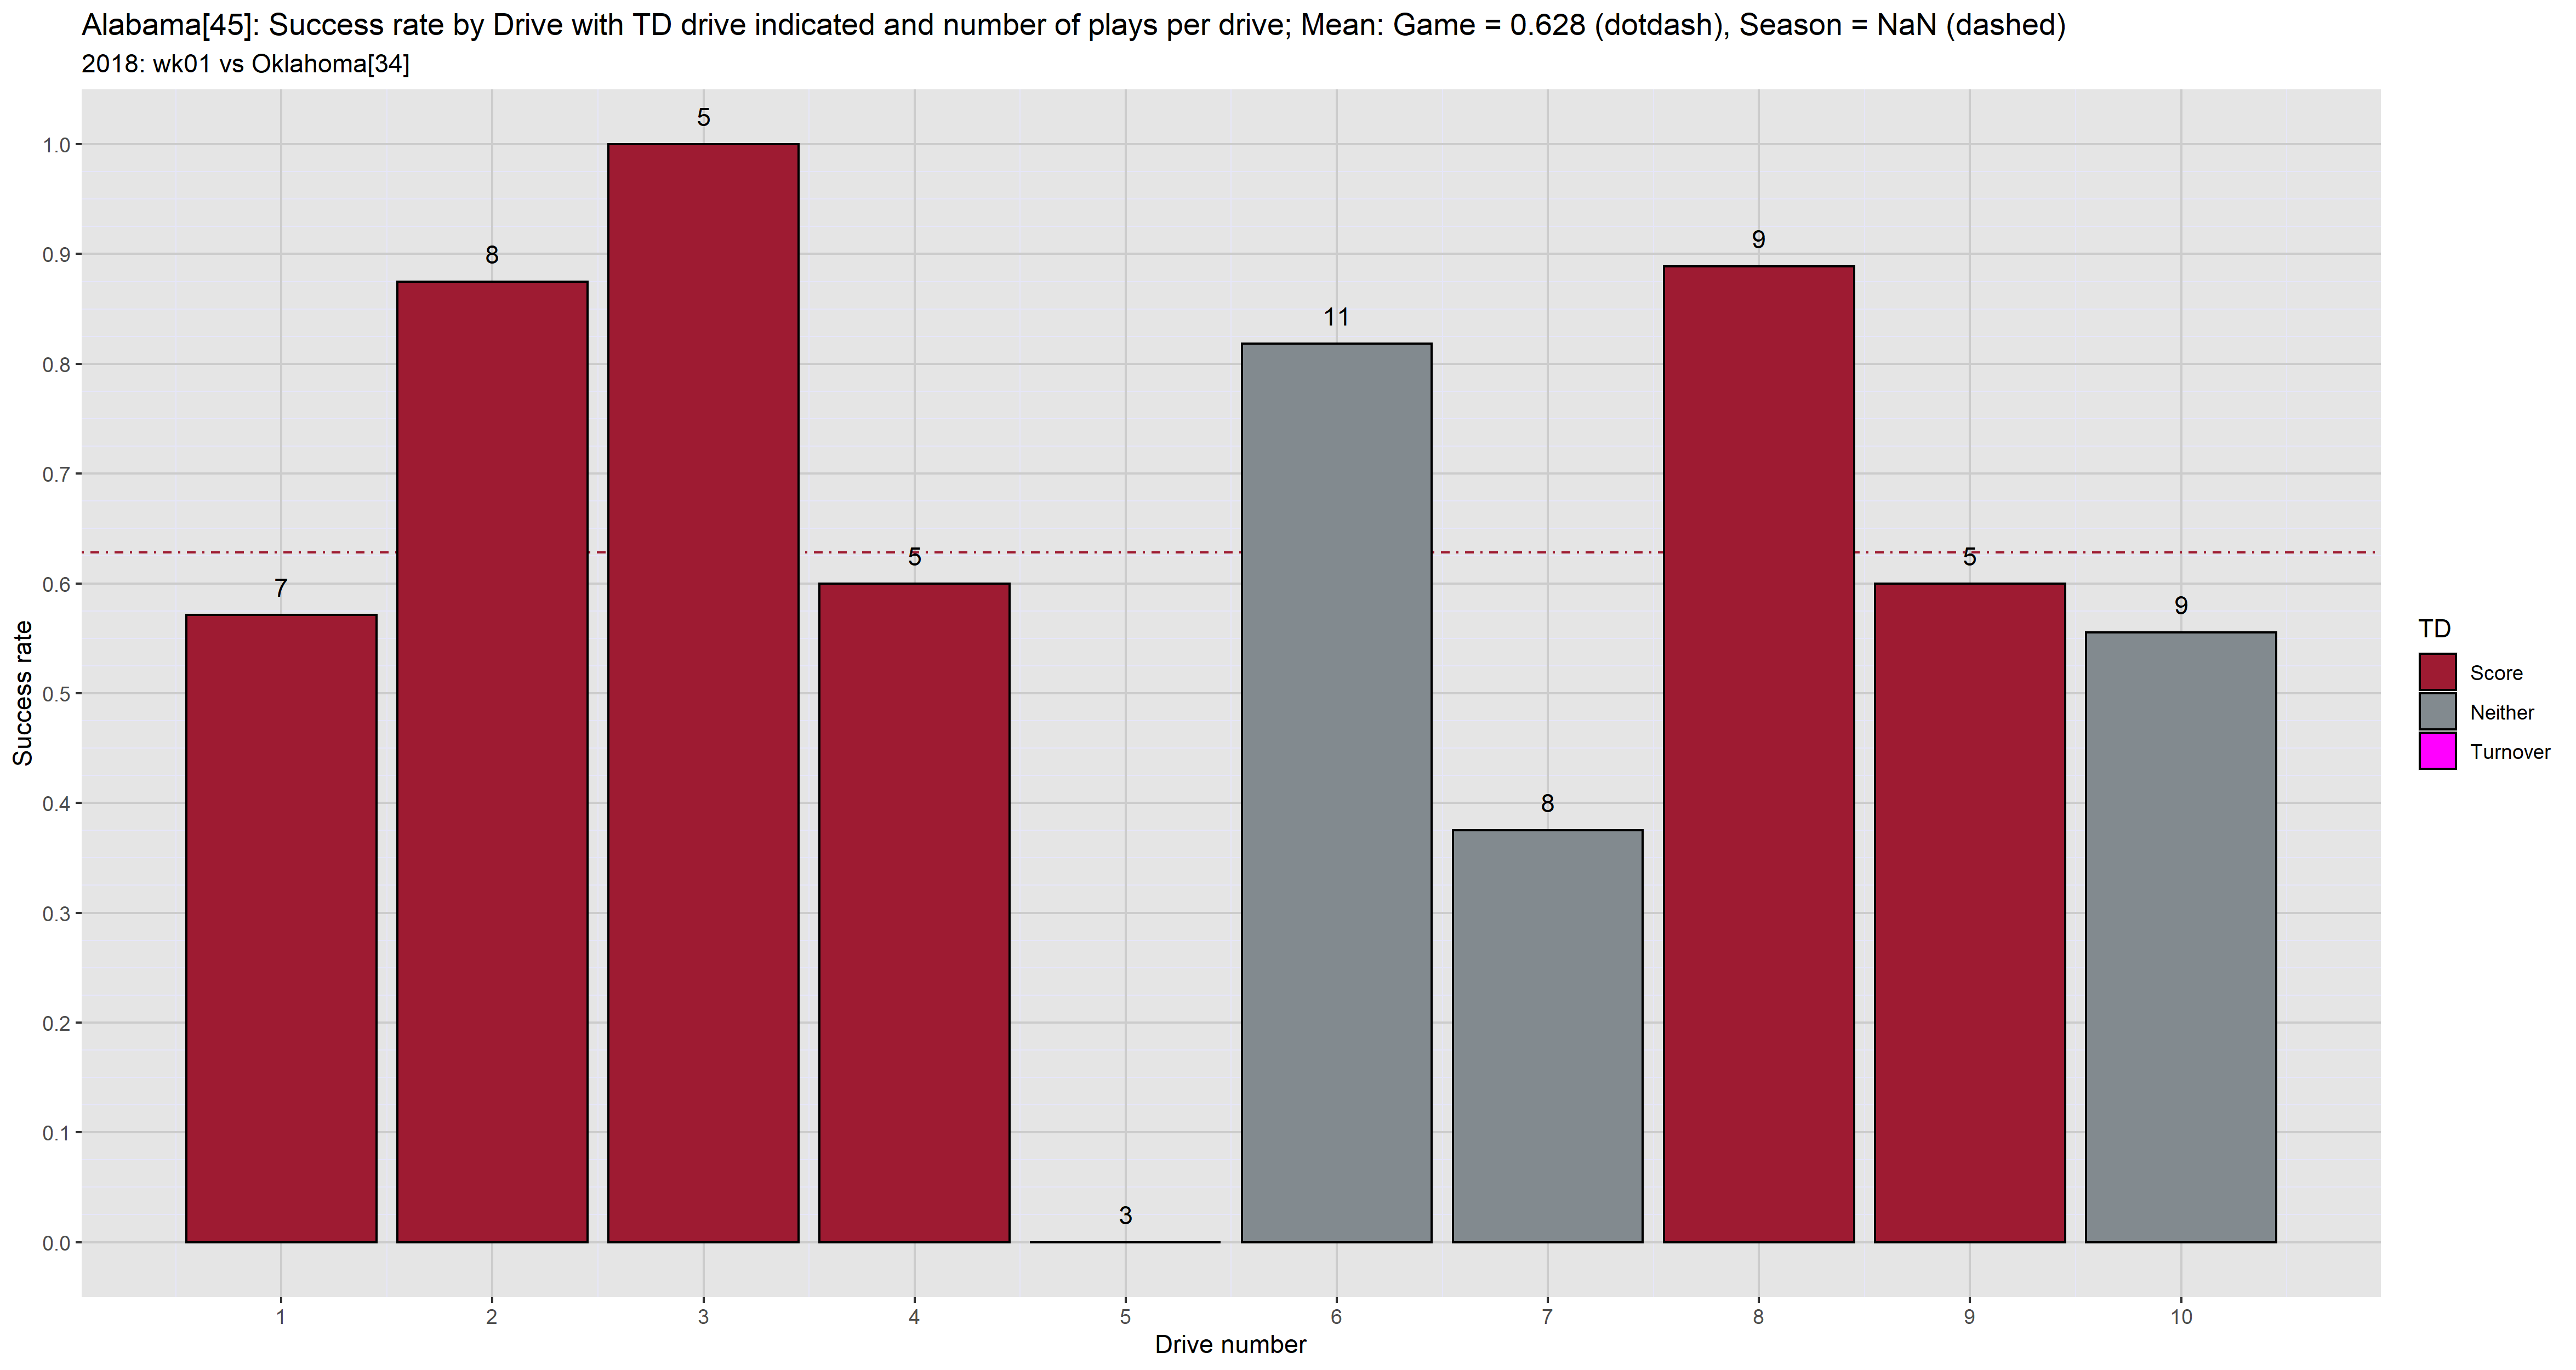 Alabama[45]: Success rate by Drive with TD drive indicated and number of plays per drive; Mean: Game = 0.628 (dotdash), Season = NaN (dashed)
2018: wk01 vs Oklahoma[34]
Success rate
1.0
0.9
0.8
0.7
0.6
0.5
0.4
0.3
0.2
0.1
0.0
7
8
5
5
3
11
8
9
5
9
1 2 3 4 5 6 7 8 9 10
Drive number
TD
Score
Neither
Turnover